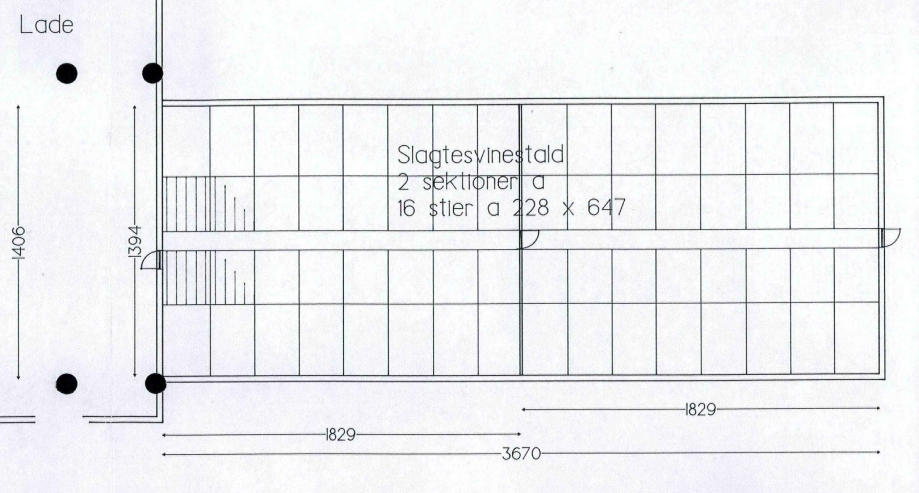 Lade
Slagtesvinestald
2 sektioner a
16 stier a 228 x 647
1406
1394
1829
1829
3670